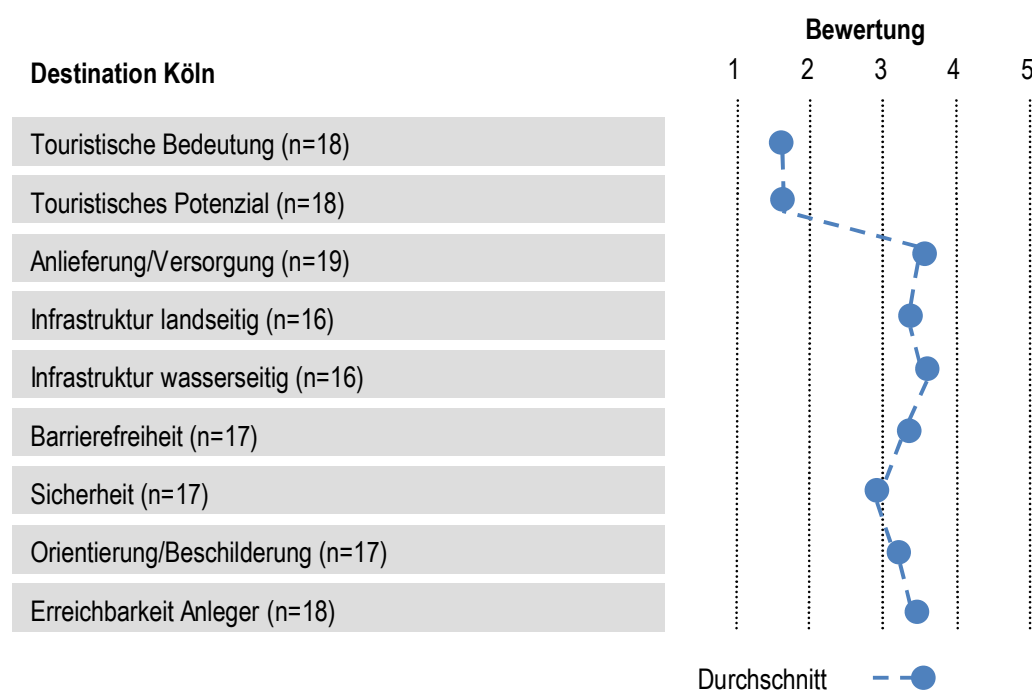 Bewertung
Destination Köln
1 2 3 4 5
Touristische Bedeutung (n=18)
Touristisches Potenzial (n=18)
Anlieferung/Versorgung (n=19)
Infrastruktur landseitig (n=16)
Infrastruktur wasserseitig (n=16)
Barrierefreiheit (n=17)
Sicherheit (n=17)
Orientierung/Beschilderung (n=17)
Erreichbarkeit Anleger (n=18)
Durchschnitt